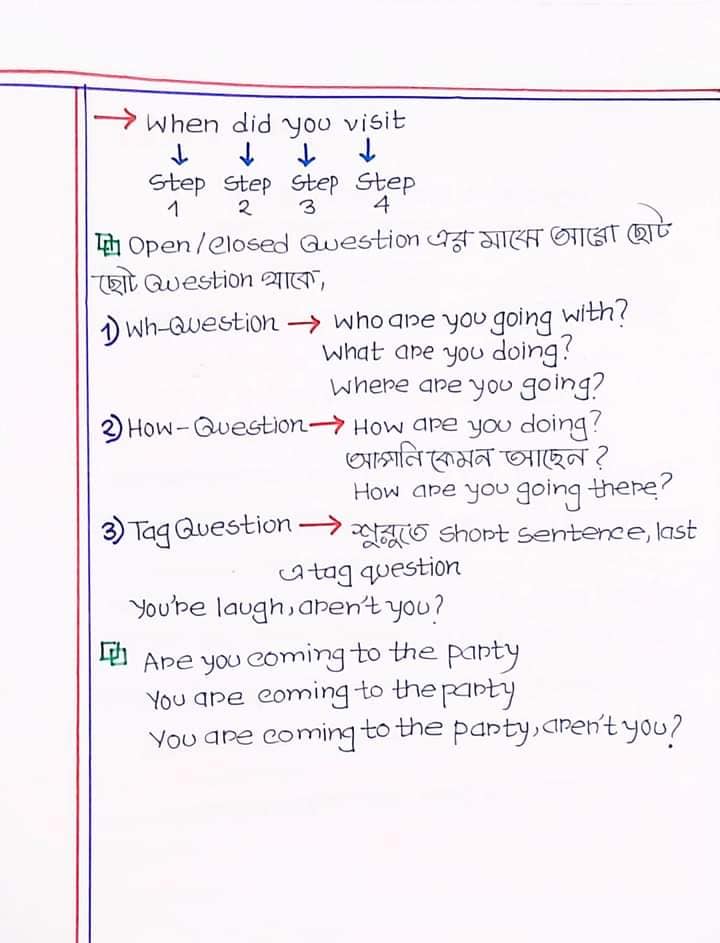 → When did you visit
↓ ↓ ↓ ↓
Step Step Step Step
1 2 3 4
Open/closed Question এর মাঝে আরো ছোট
ছোট Question থাকে,
1) Wh-Question → Who are you going with?
What are you doing?
Where are you going?
2) How-Question → How are you doing?
আপনি কেমন আছেন?
How are you going there?
3) Tag Question → শুরুতে short sentence, last
এ tag question
You're laugh, aren't you?
Are you coming to the party
You are coming to the party
You are coming to the party, aren't you?